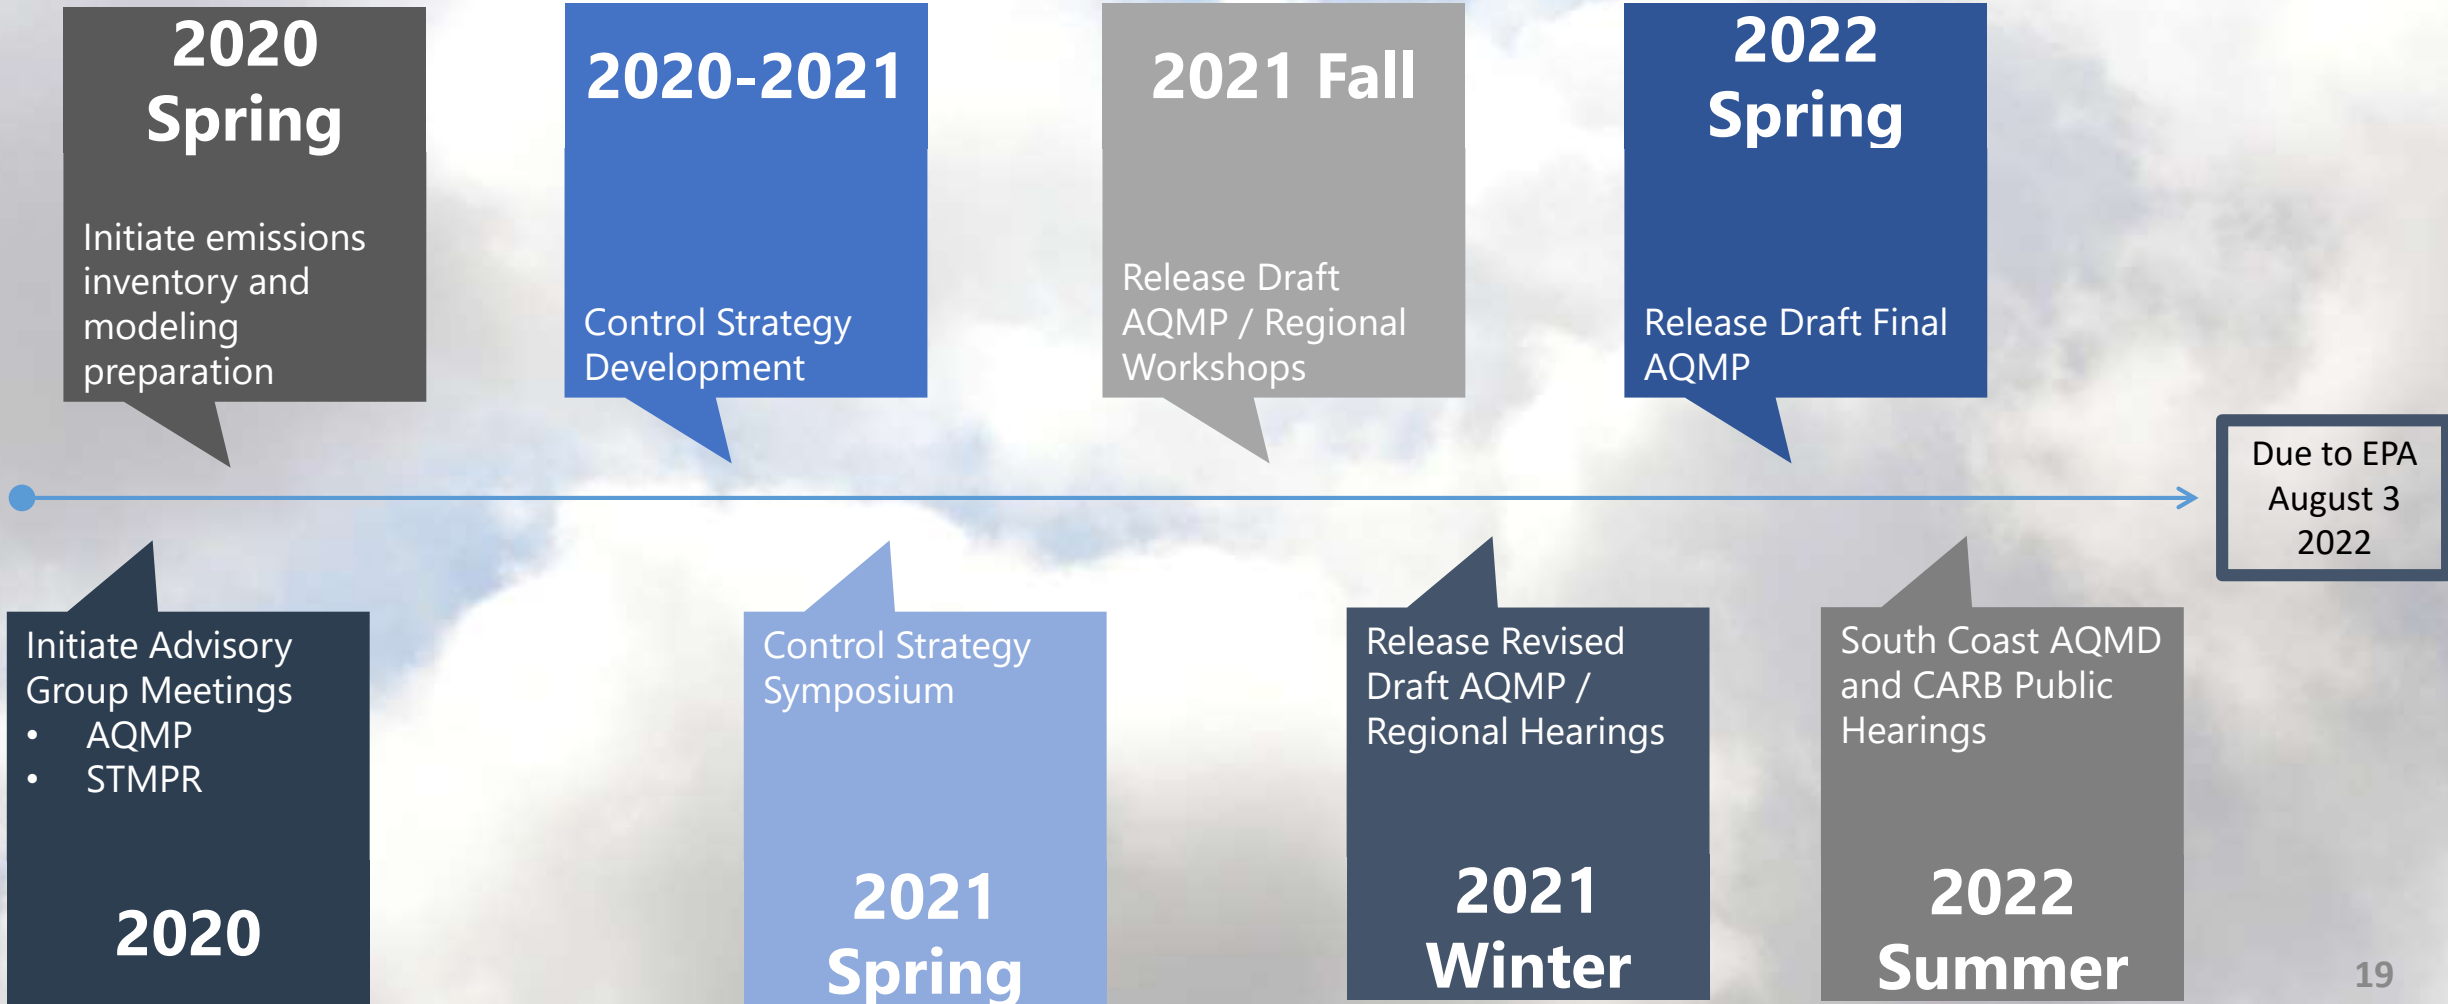 2020
Spring
Initiate emissions
inventory and
modeling
preparation
2020-2021
Control Strategy
Development
2021 Fall
Release Draft
AQMP / Regional
Workshops
2022
Spring
Release Draft Final
AQMP
Due to EPA
August 3
2022
Initiate Advisory
Group Meetings
• AQMP
• STMPR
2020
Control Strategy
Symposium
2021
Spring
Release Revised
Draft AQMP /
Regional Hearings
2021
Winter
South Coast AQMD
and CARB Public
Hearings
2022
Summer
19